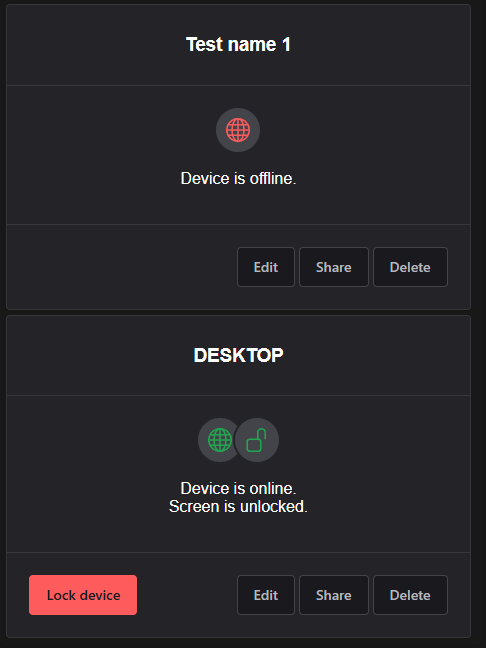 Test name 1
Device is offline.
Edit Share Delete
DESKTOP
Device is online.
Screen is unlocked.
Lock device Edit Share Delete